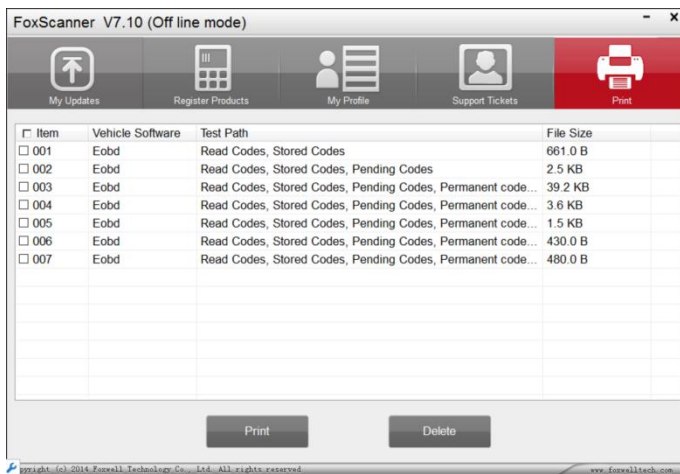 FoxScanner V7.10 (Off line mode)
My Updates Register Products My Profile Support Tickets Print
Item Vehicle Software Test Path File Size
001 Eobd Read Codes, Stored Codes 661.0 B
002 Eobd Read Codes, Stored Codes, Pending Codes 2.5 KB
003 Eobd Read Codes, Stored Codes, Pending Codes, Permanent code... 39.2 KB
004 Eobd Read Codes, Stored Codes, Pending Codes, Permanent code... 3.6 KB
005 Eobd Read Codes, Stored Codes, Pending Codes, Permanent code... 1.5 KB
006 Eobd Read Codes, Stored Codes, Pending Codes, Permanent code... 430.0 B
007 Eobd Read Codes, Stored Codes, Pending Codes, Permanent code... 480.0 B
Print Delete
pyright (c) 2014 Foxwell Technology Co., Ltd. All rights reserved www.foxwelltech.com